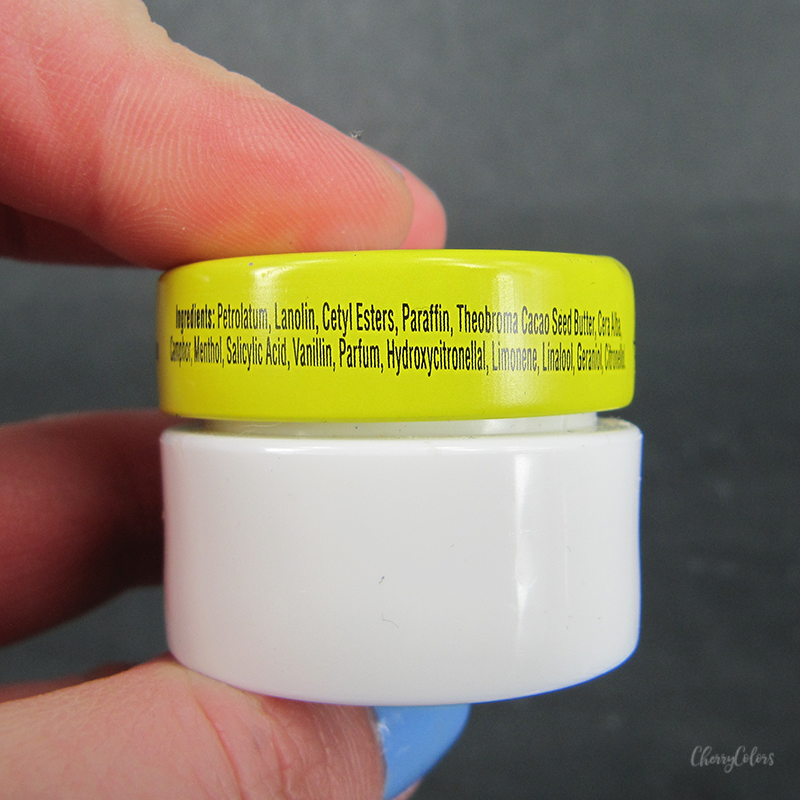 Ingredients: Petrolatum, Lanolin, Cetyl Esters, Paraffin, Theobroma Cacao Seed Butter, Cera Alba,
Camphor, Menthol, Salicylic Acid, Vanillin, Parfum, Hydroxycitronellal, Limonene, Linalool, Geraniol, Citronellol
CherryColors